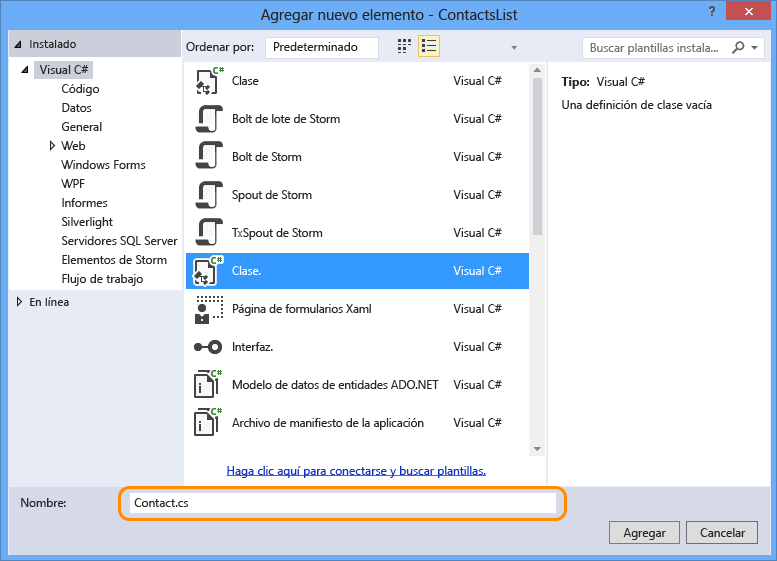 Agregar nuevo elemento - ContactsList
?
Instalado
Ordenar por: Predeterminado
Buscar plantillas instala...
Visual C#
Código
Datos
General
Web
Windows Forms
WPF
Informes
Silverlight
Servidores SQL Server
Elementos de Storm
Flujo de trabajo
En línea
C# Clase Visual C#
Bolt de lote de Storm Visual C#
Bolt de Storm Visual C#
Spout de Storm Visual C#
TxSpout de Storm Visual C#
C# Clase. Visual C#
Página de formularios Xaml Visual C#
Interfaz. Visual C#
C# Modelo de datos de entidades ADO.NET Visual C#
C# Archivo de manifiesto de la aplicación Visual C#
Haga clic aquí para conectarse y buscar plantillas.
Tipo: Visual C#
Una definición de clase vacía
Nombre: Contact.cs
Agregar Cancelar